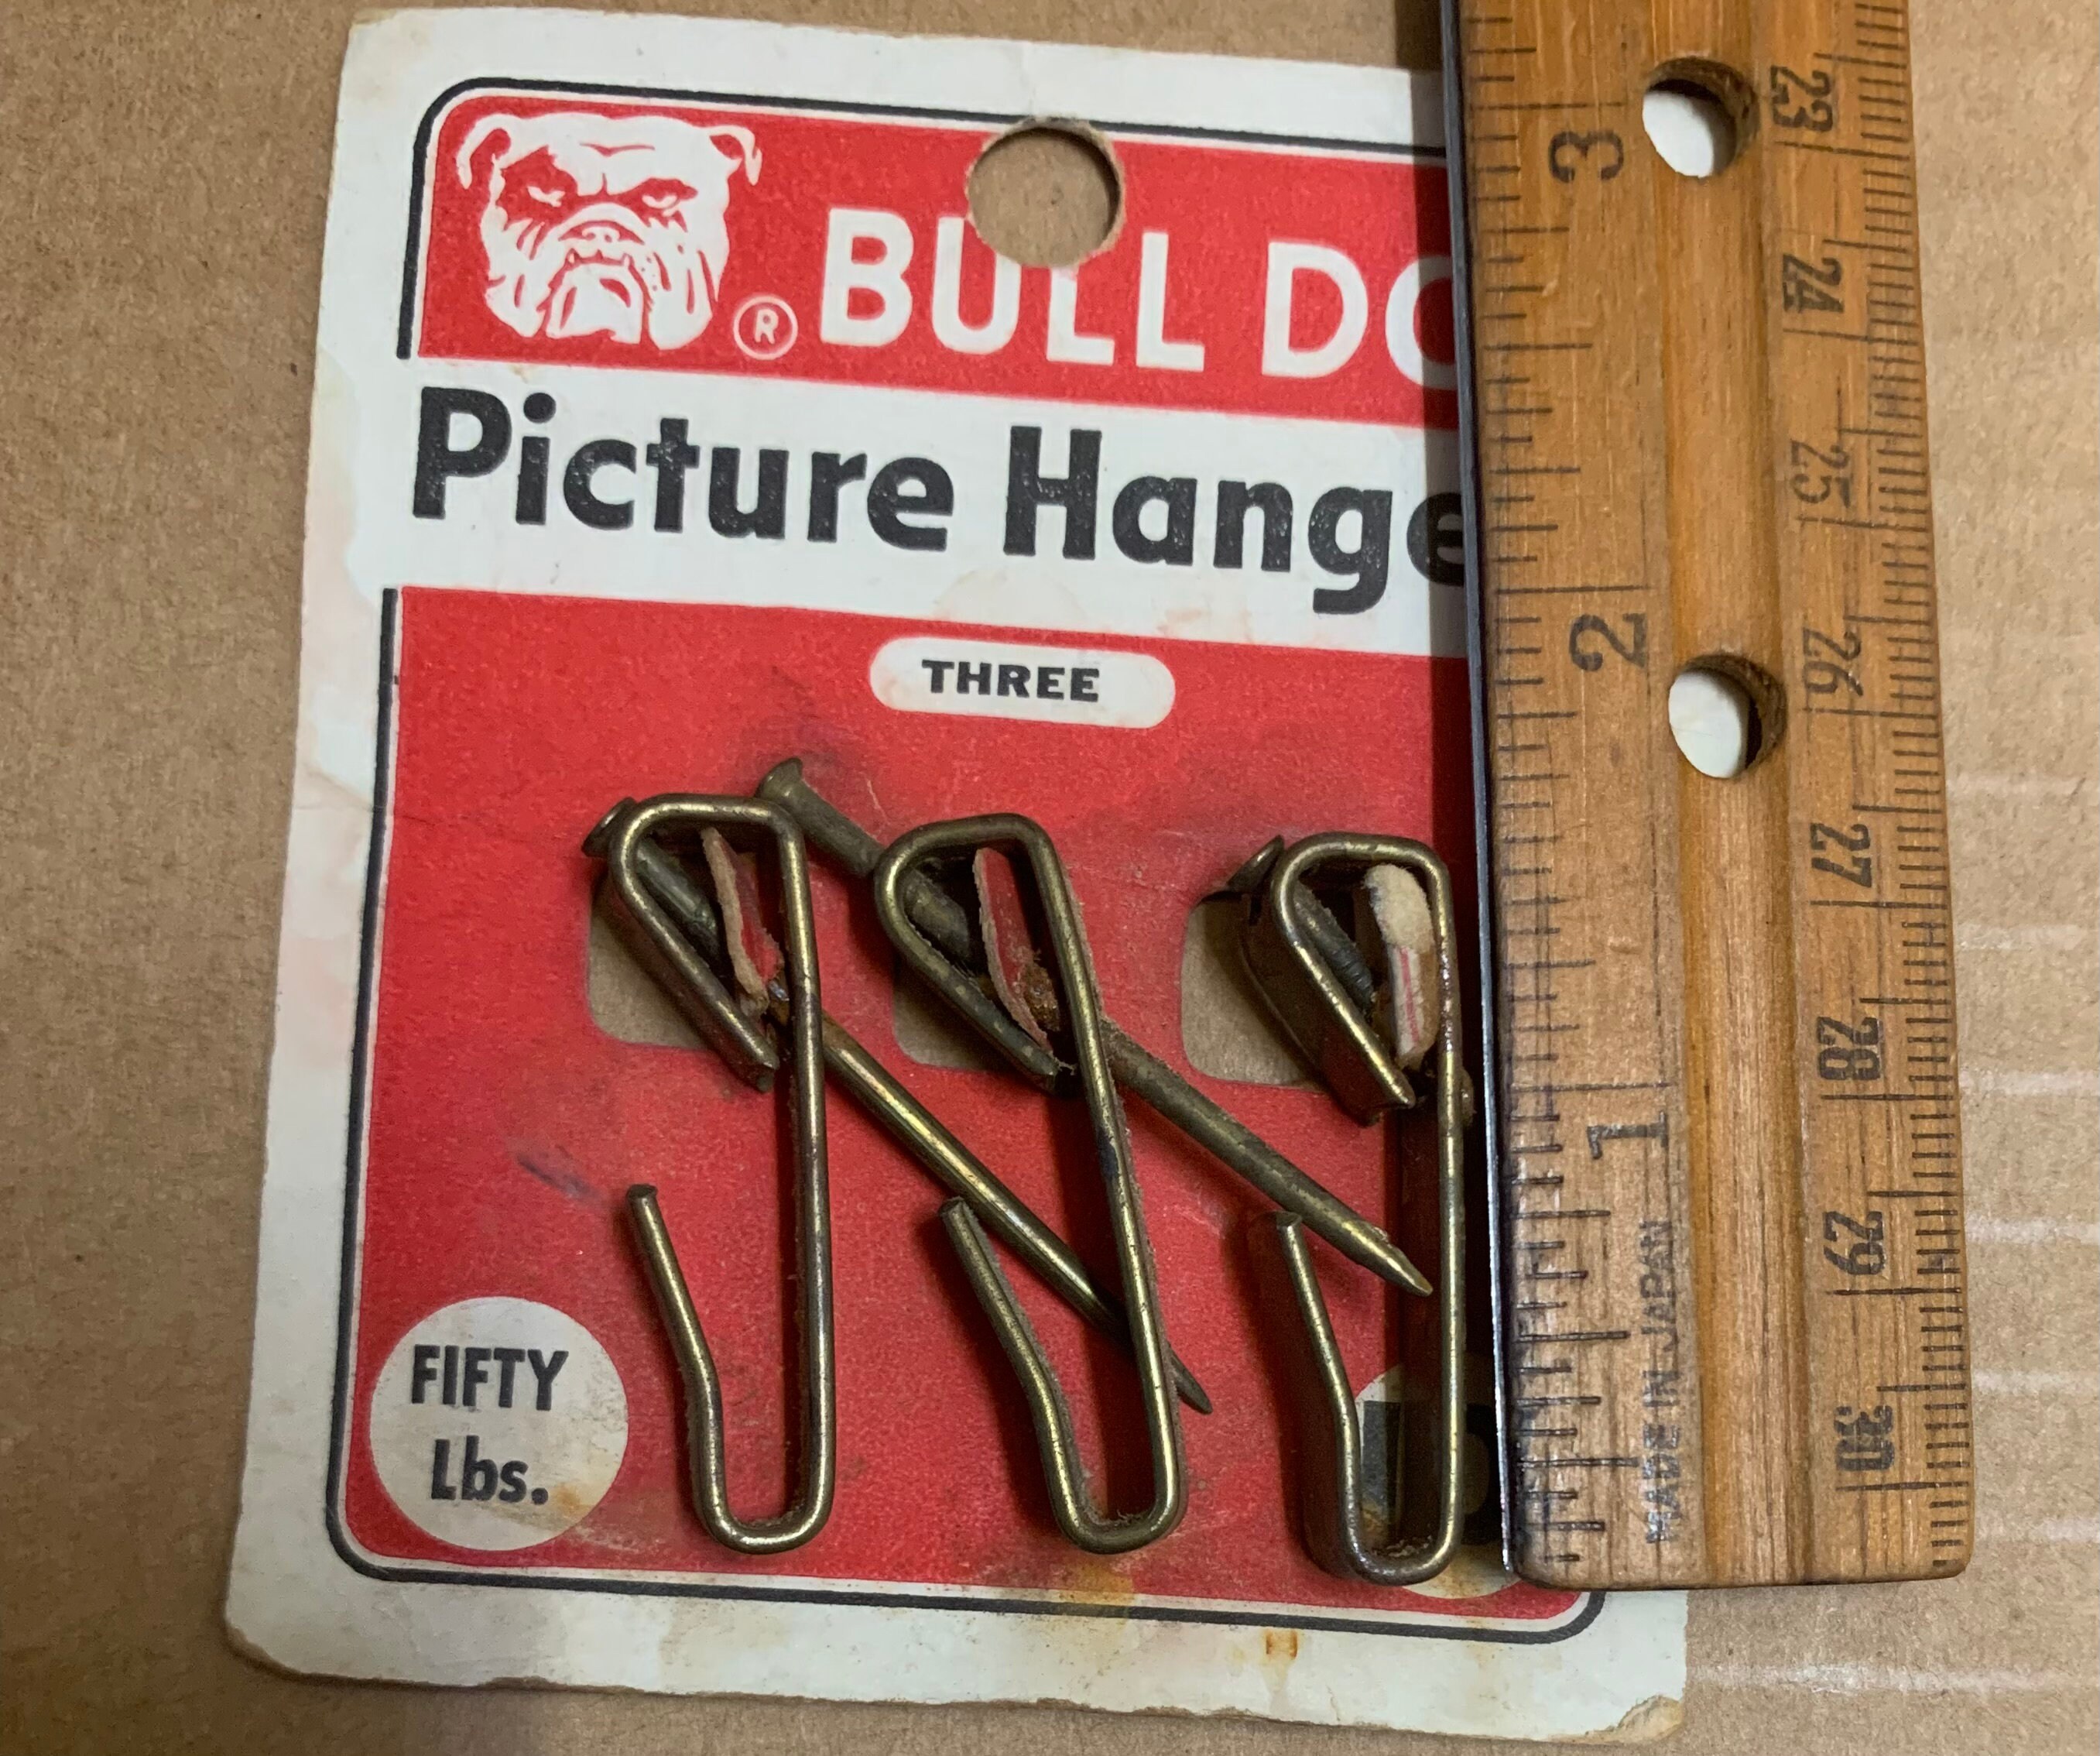 ® BULL DO
Picture Hange
THREE
FIFTY
Lbs.
3
2
1
MADE IN JAPAN
23
24
25
26
27
28
29
30